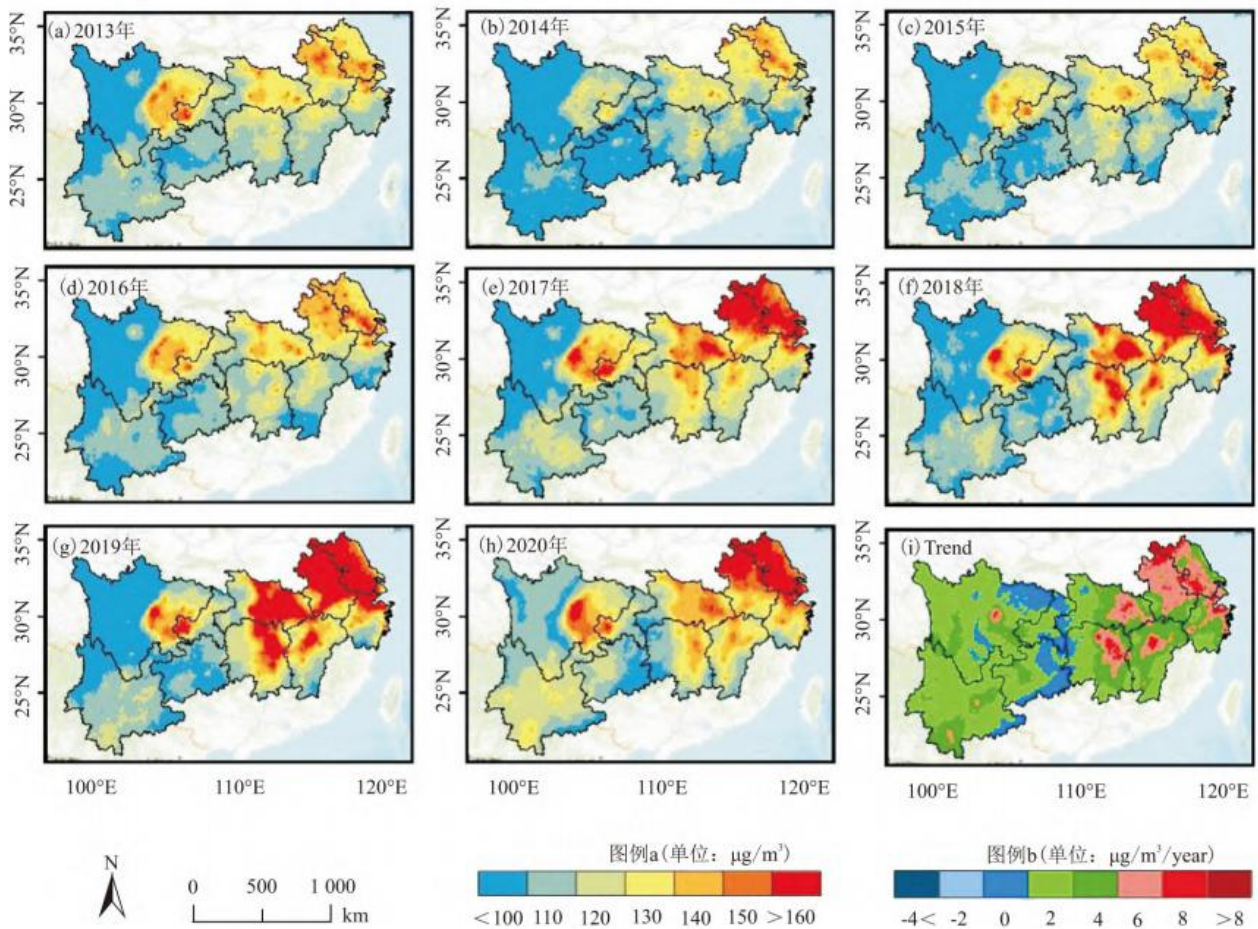 (a) 2013年
(b) 2014年
(c) 2015年
35°N
30°N
25°N
35°N
30°N
25°N
35°N
30°N
25°N
(d) 2016年
(e) 2017年
(f) 2018年
35°N
30°N
25°N
35°N
30°N
25°N
35°N
30°N
25°N
(g) 2019年
(h) 2020年
(i) Trend
35°N
30°N
25°N
35°N
30°N
25°N
35°N
30°N
25°N
100°E 110°E 120°E
100°E 110°E 120°E
100°E 110°E 120°E
N
0 500 1 000
km
图例a(单位: μg/m³)
<100 110 120 130 140 150 >160
图例b(单位: μg/m³/year)
-4< -2 0 2 4 6 8 >8